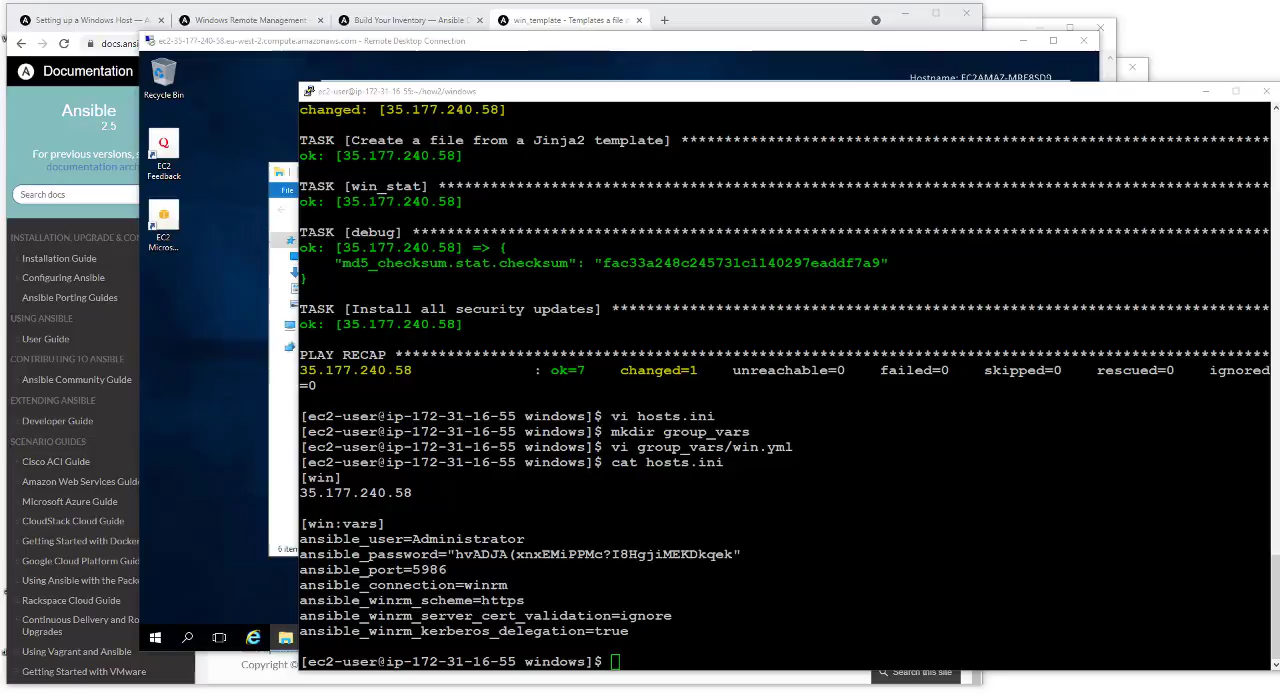 Setting up a Windows Host — A
Windows Remote Management -
Build Your Inventory — Ansible D
win_template - Templates a file o
docs.ansi
ec2-35-177-240-58.eu-west-2.compute.amazonaws.com - Remote Desktop Connection
Documentation
Ansible
2.5
For previous versions, s
documentation arch
Search docs
INSTALLATION, UPGRADE & CON
Installation Guide
Configuring Ansible
Ansible Porting Guides
USING ANSIBLE
User Guide
CONTRIBUTING TO ANSIBLE
Ansible Community Guide
EXTENDING ANSIBLE
Developer Guide
SCENARIO GUIDES
Cisco ACI Guide
Amazon Web Services Guide
Microsoft Azure Guide
CloudStack Cloud Guide
Getting Started with Docker
Google Cloud Platform Guid
Using Ansible with the Packe
Rackspace Cloud Guide
Continuous Delivery and Ro
Upgrades
Using Vagrant and Ansible
Getting Started with VMware
Recycle Bin
EC2
Feedback
EC2
Micros...
Hostname: EC2AMAZ-MRF8SD9
File
6 item
Copyright ©
Search this site
ec2-user@ip-172-31-16-55:~/how2/windows
changed: [35.177.240.58]
TASK [Create a file from a Jinja2 template] ********************************************************************
ok: [35.177.240.58]
TASK [win_stat] ************************************************************************************************
ok: [35.177.240.58]
TASK [debug] ***************************************************************************************************
ok: [35.177.240.58] => {
"md5_checksum.stat.checksum": "fac33a248c245731c1140297eaddf7a9"
}
TASK [Install all security updates] ****************************************************************************
ok: [35.177.240.58]
PLAY RECAP *****************************************************************************************************
35.177.240.58 : ok=7 changed=1 unreachable=0 failed=0 skipped=0 rescued=0 ignored
=0
[ec2-user@ip-172-31-16-55 windows]$ vi hosts.ini
[ec2-user@ip-172-31-16-55 windows]$ mkdir group_vars
[ec2-user@ip-172-31-16-55 windows]$ vi group_vars/win.yml
[ec2-user@ip-172-31-16-55 windows]$ cat hosts.ini
[win]
35.177.240.58
[win:vars]
ansible_user=Administrator
ansible_password="hvADJA(xnxEMiPPMc?I8HgjiMEKDkqek"
ansible_port=5986
ansible_connection=winrm
ansible_winrm_scheme=https
ansible_winrm_server_cert_validation=ignore
ansible_winrm_kerberos_delegation=true
[ec2-user@ip-172-31-16-55 windows]$